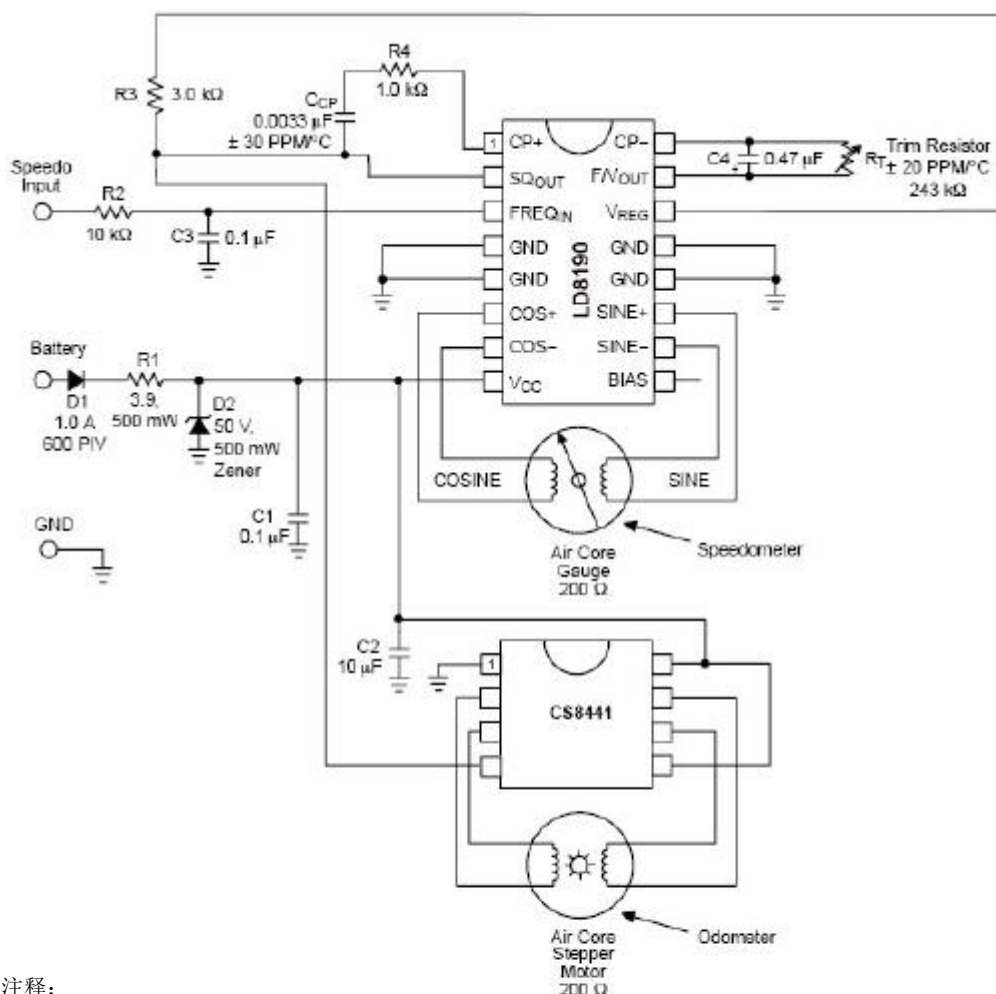 R4
1.0 kΩ
R3
3.0 kΩ
CCP
0.0033 µF
± 30 PPM/°C
1
CP+
CP−
SQOUT
F/VOUT
FREQIN
VREG
GND
GND
GND
GND
COS+
SINE+
COS−
SINE−
VCC
BIAS
LD8190
C4
+
0.47 µF
RT
Trim Resistor
± 20 PPM/°C
243 kΩ
Speedo
Input
R2
10 kΩ
C3
0.1 µF
Battery
D1
1.0 A
600 PIV
R1
3.9,
500 mW
D2
50 V,
500 mW
Zener
C1
0.1 µF
GND
COSINE
SINE
Air Core
Gauge
200 Ω
Speedometer
C2
10 µF
1
CS8441
Air Core
Stepper
Motor
200 Ω
Odometer
注释：